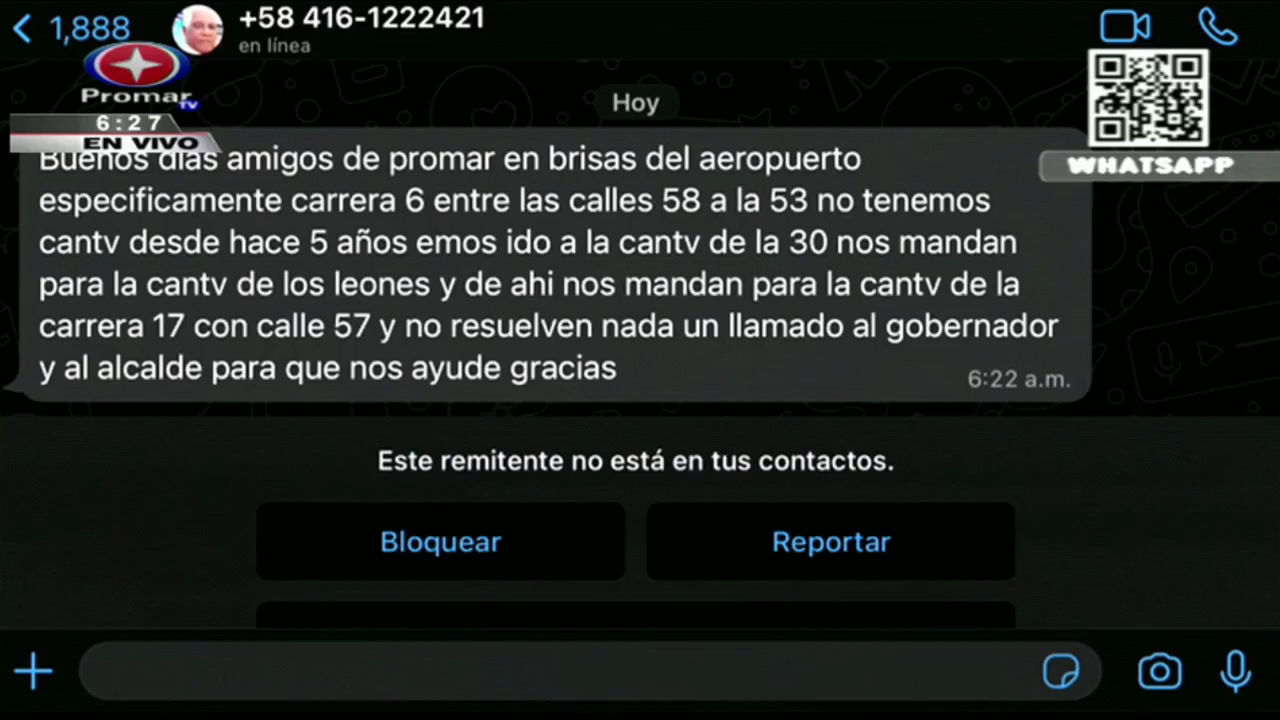 1,888
+58 416-1222421
en línea
Promar TV
6:27
EN VIVO
WHATSAPP
Hoy
Buenos días amigos de promar en brisas del aeropuerto
especificamente carrera 6 entre las calles 58 a la 53 no tenemos
cantv desde hace 5 años emos ido a la cantv de la 30 nos mandan
para la cantv de los leones y de ahi nos mandan para la cantv de la
carrera 17 con calle 57 y no resuelven nada un llamado al gobernador
y al alcalde para que nos ayude gracias
6:22 a.m.
Este remitente no está en tus contactos.
Bloquear
Reportar